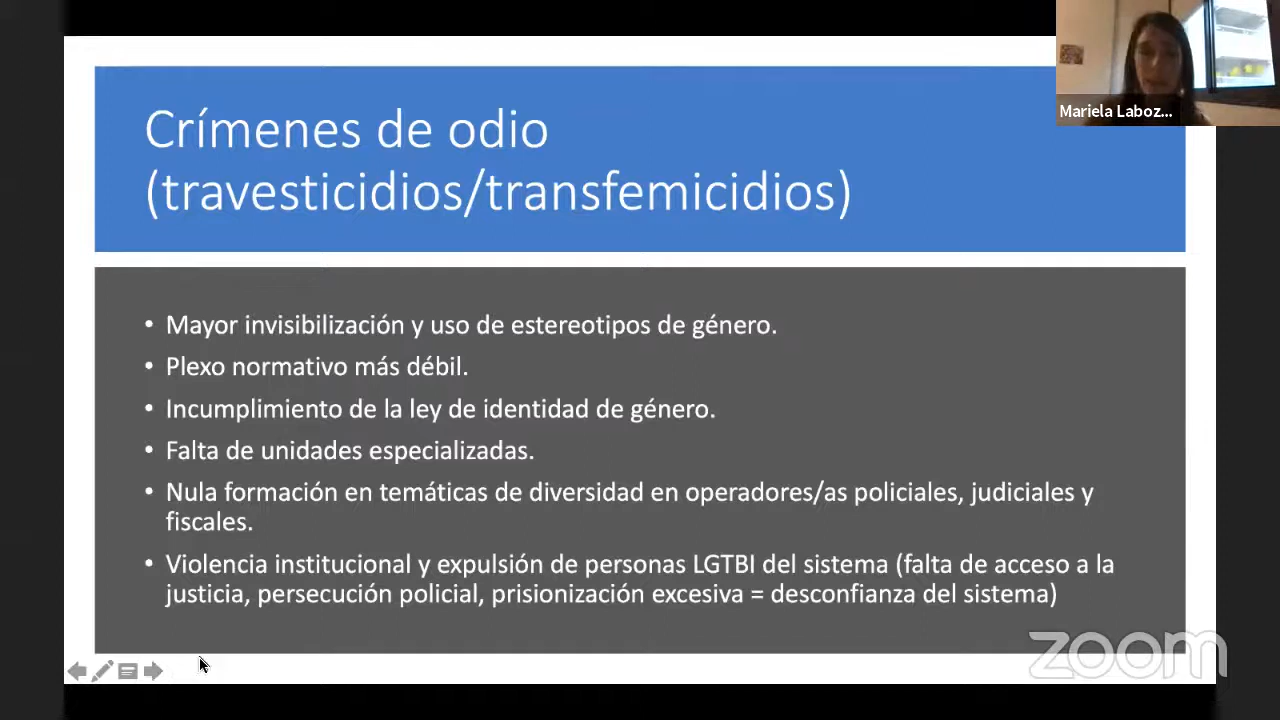 Crímenes de odio
(travesticidios/transfemicidios)
Mariela Laboz...
• Mayor invisibilización y uso de estereotipos de género.
• Plexo normativo más débil.
• Incumplimiento de la ley de identidad de género.
• Falta de unidades especializadas.
• Nula formación en temáticas de diversidad en operadores/as policiales, judiciales y
fiscales.
• Violencia institucional y expulsión de personas LGTBI del sistema (falta de acceso a la
justicia, persecución policial, prisionización excesiva = desconfianza del sistema)
zoom